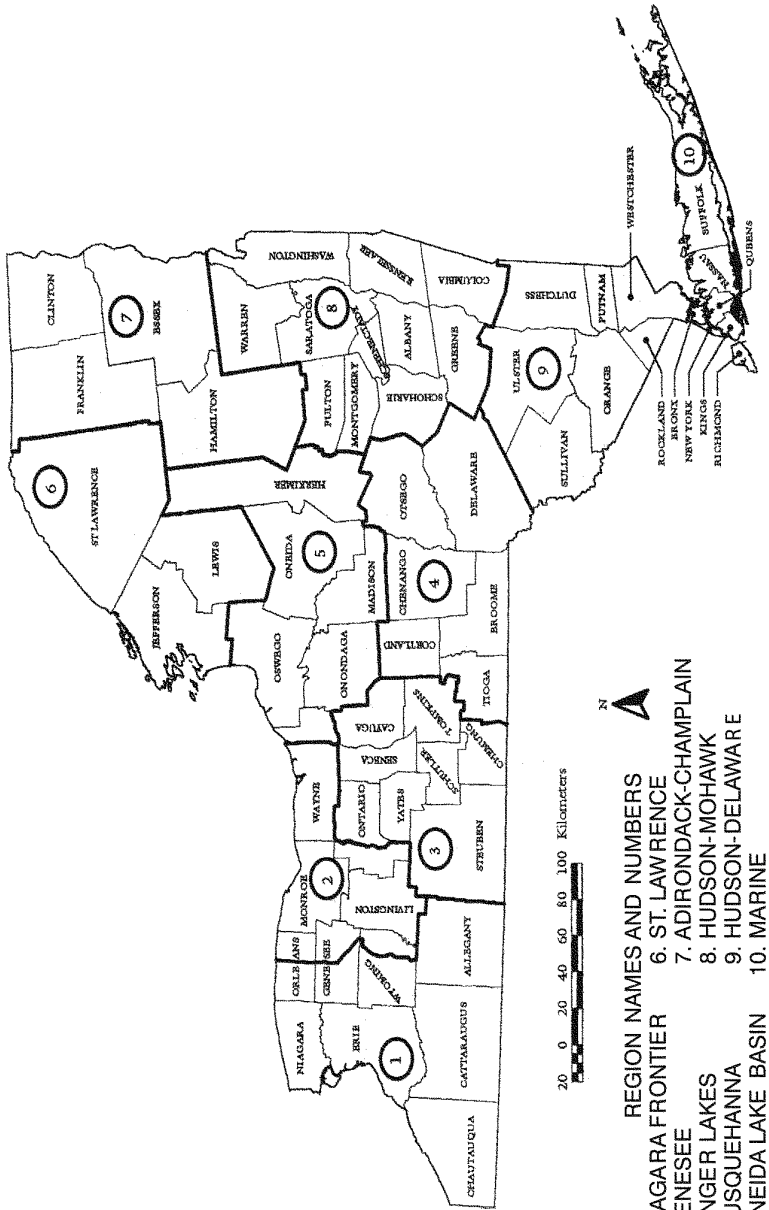 CLINTON
FRANKLIN
7
ESSEX
6
ST LAWRENCE
HAMILTON
WARREN
WASHINGTON
JEFFERSON
LEWIS
HERKIMER
FULTON
SARATOGA
8
MONTGOMERY
SCHENECTADY
RENSSELAER
OSWEGO
ONEIDA
5
NIAGARA
ORLEANS
MONROE
2
WAYNE
ONONDAGA
MADISON
OTSEGO
SCHOHARIE
ALBANY
GENESEE
ERIE
WYOMING
LIVINGSTON
ONTARIO
SENECA
CAYUGA
CORTLAND
CHENANGO
4
GREENE
COLUMBIA
1
YATES
TOMPKINS
SCHUYLER
DELAWARE
3
STEUBEN
CHEMUNG
TIOGA
BROOME
CHAUTAUQUA
CATTARAUGUS
ALLEGANY
ULSTER
9
DUTCHESS
SULLIVAN
ORANGE
PUTNAM
WESTCHESTER
ROCKLAND
BRONX
NEW YORK
KINGS
RICHMOND
NASSAU
SUFFOLK
10
QUEENS
N
20 0 20 40 60 80 100 Kilometers
REGION NAMES AND NUMBERS
AGARA FRONTIER 6. ST. LAWRENCE
ENESEE 7. ADIRONDACK-CHAMPLAIN
NGER LAKES 8. HUDSON-MOHAWK
USQUEHANNA 9. HUDSON-DELAWARE
NEIDA LAKE BASIN 10. MARINE